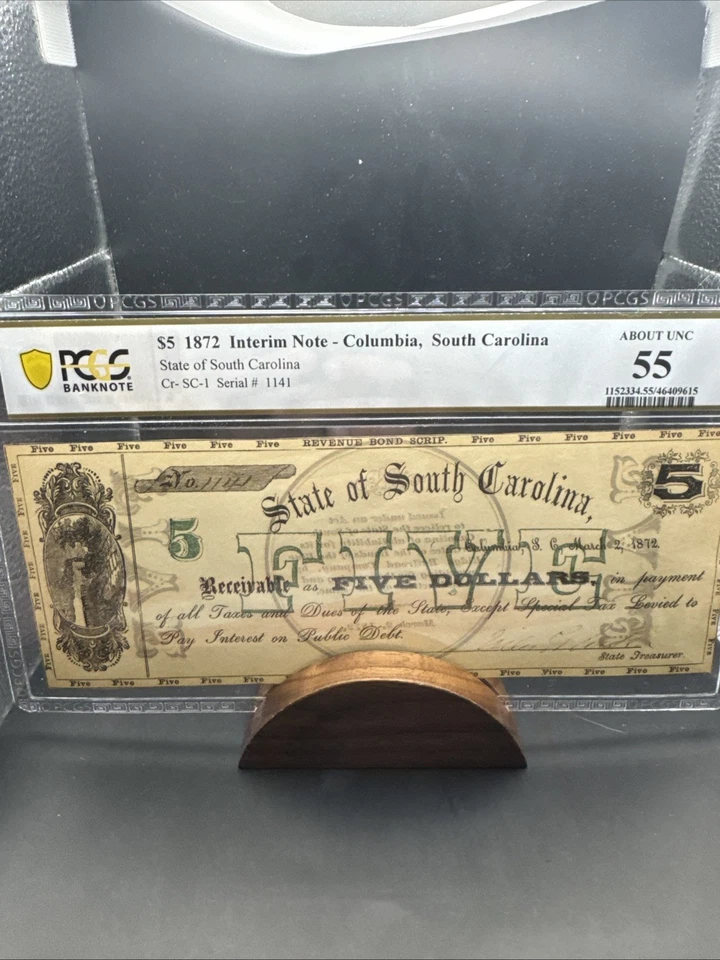 PCGS
BANKNOTE
$5 1872 Interim Note - Columbia, South Carolina
State of South Carolina
Cr- SC-1 Serial # 1141
ABOUT UNC
55
1152334.55/46409615
Five Five Five Five Five Five REVENUE BOND SCRIP. Five Five Five Five Five Five
No. 1141
State of South Carolina,
5
5
FIVE
Columbia, S. C. March 2, 1872
Receivable as FIVE DOLLARS, in payment
of all Taxes and Dues of the State, Except Special Tax Levied to
Pay Interest on Public Debt.
State Treasurer
Five Five Five Five Five Five Five Five Five Five